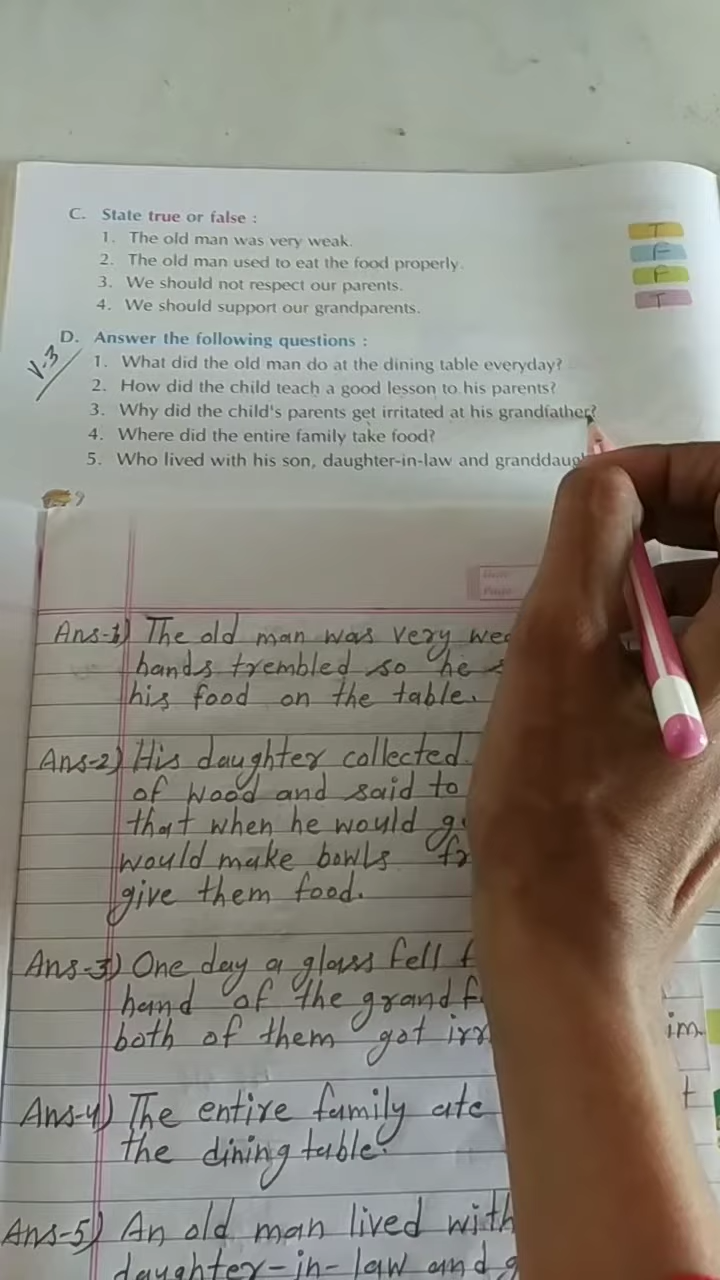 C. State true or false :
1. The old man was very weak. T
2. The old man used to eat the food properly. F
3. We should not respect our parents. F
4. We should support our grandparents. T
V-3
D. Answer the following questions :
1. What did the old man do at the dining table everyday?
2. How did the child teach a good lesson to his parents?
3. Why did the child's parents get irritated at his grandfather?
4. Where did the entire family take food?
5. Who lived with his son, daughter-in-law and
Ans-1) The old man was very
hands trembled so he
his food on the table.
Ans-2) His daughter collected
of wood and said to
that when he would
would make bowls
give them food.
Ans-3) One day a glass fell
hand of the
both of them got
Ans-4) The entire family ate
the dining table.
Ans-5) An old man lived with
daughter-in-law and